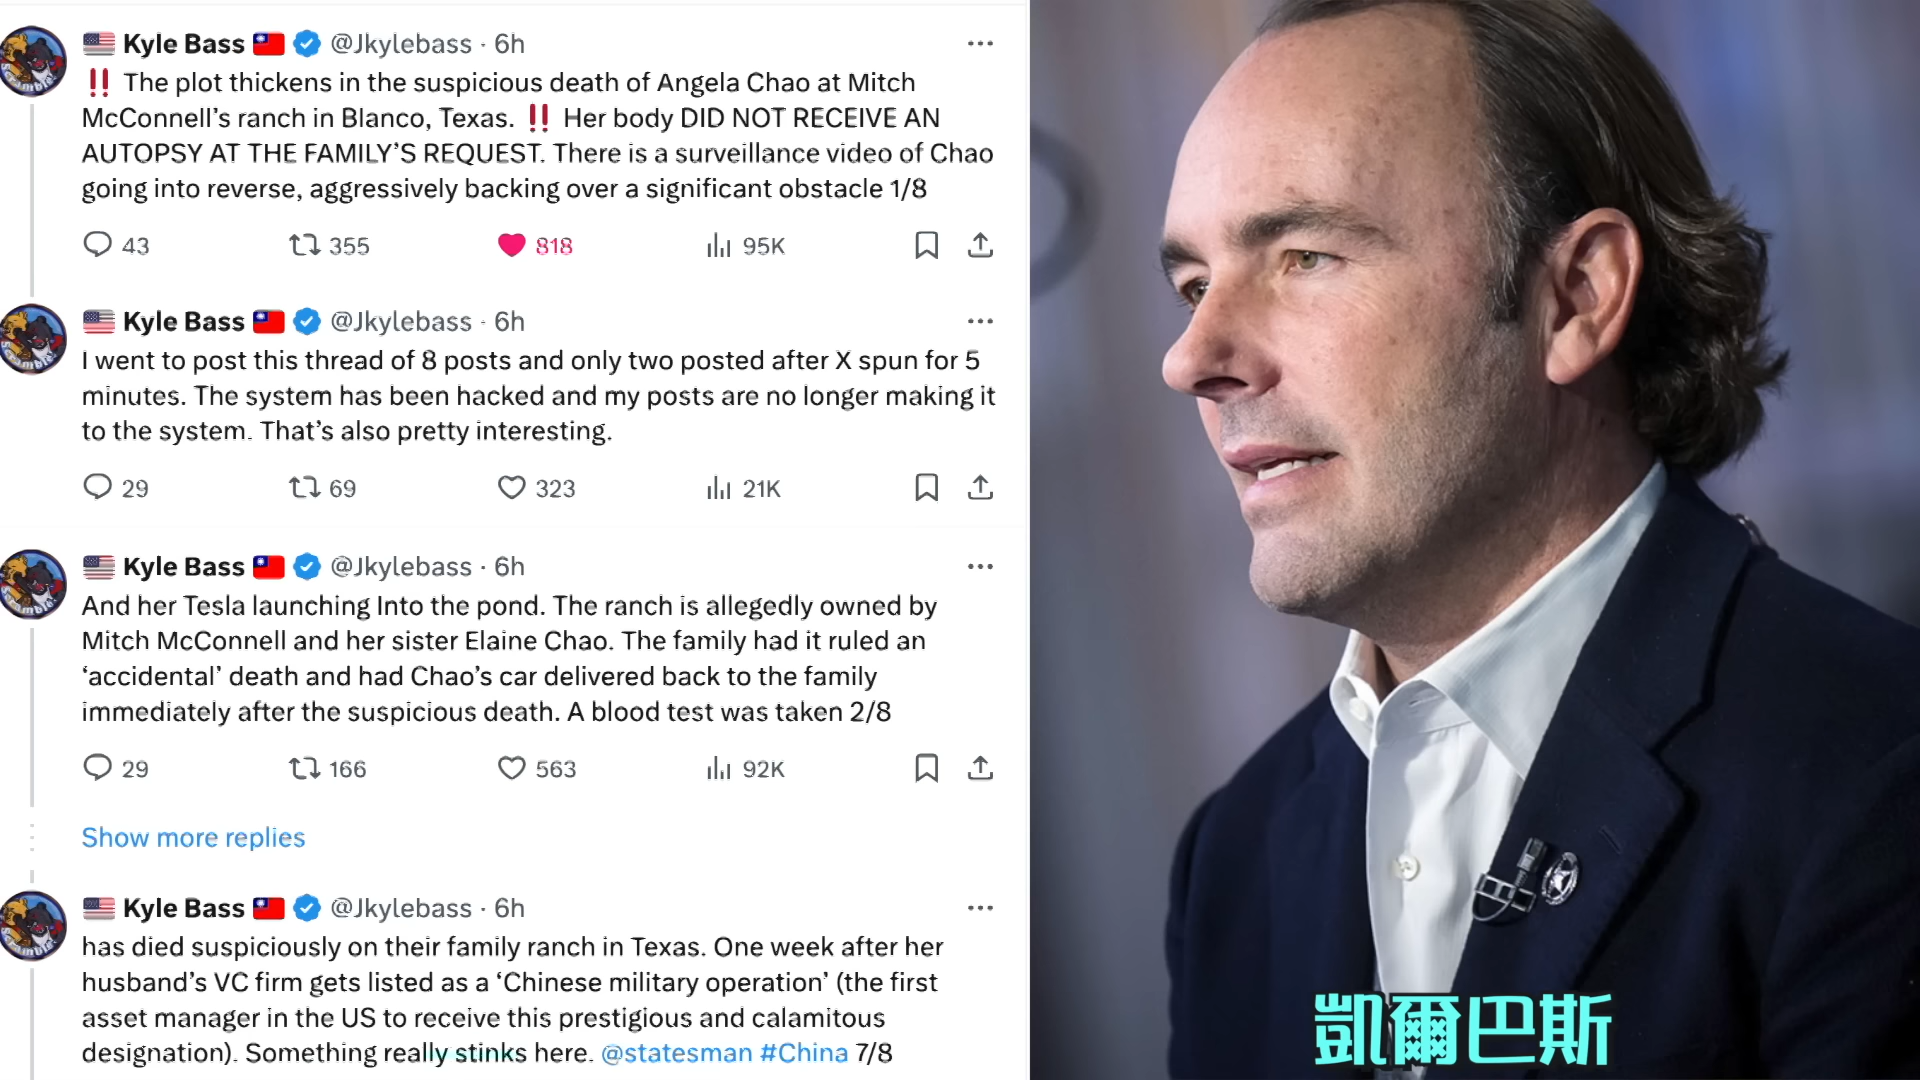 Kyle Bass @Jkylebass · 6h
‼️ The plot thickens in the suspicious death of Angela Chao at Mitch
McConnell’s ranch in Blanco, Texas. ‼️ Her body DID NOT RECEIVE AN
AUTOPSY AT THE FAMILY’S REQUEST. There is a surveillance video of Chao
going into reverse, aggressively backing over a significant obstacle 1/8
43 355 818 95K
Kyle Bass @Jkylebass · 6h
I went to post this thread of 8 posts and only two posted after X spun for 5
minutes. The system has been hacked and my posts are no longer making it
to the system. That’s also pretty interesting.
29 69 323 21K
Kyle Bass @Jkylebass · 6h
And her Tesla launching Into the pond. The ranch is allegedly owned by
Mitch McConnell and her sister Elaine Chao. The family had it ruled an
‘accidental’ death and had Chao’s car delivered back to the family
immediately after the suspicious death. A blood test was taken 2/8
29 166 563 92K
Show more replies
Kyle Bass @Jkylebass · 6h
has died suspiciously on their family ranch in Texas. One week after her
husband’s VC firm gets listed as a ‘Chinese military operation’ (the first
asset manager in the US to receive this prestigious and calamitous
designation). Something really stinks here. @statesman #China 7/8
凱爾巴斯